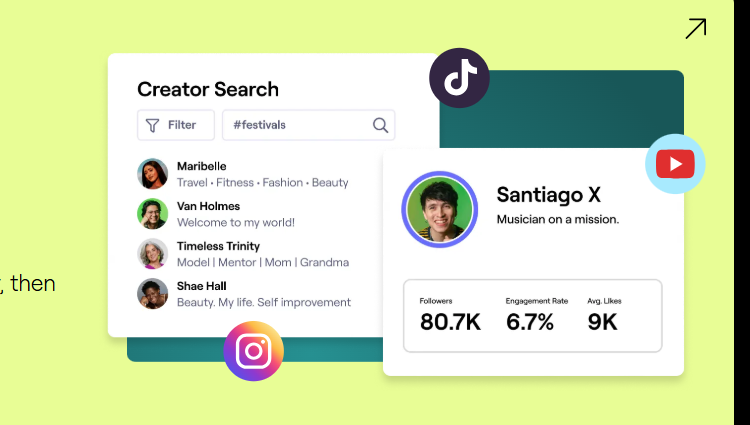 , then
Creator Search
Filter
#festivals
Maribelle
Travel • Fitness • Fashion • Beauty
Van Holmes
Welcome to my world!
Timeless Trinity
Model | Mentor | Mom | Grandma
Shae Hall
Beauty. My life. Self improvement
Santiago X
Musician on a mission.
Followers
Engagement Rate
Avg. Likes
80.7K
6.7%
9K